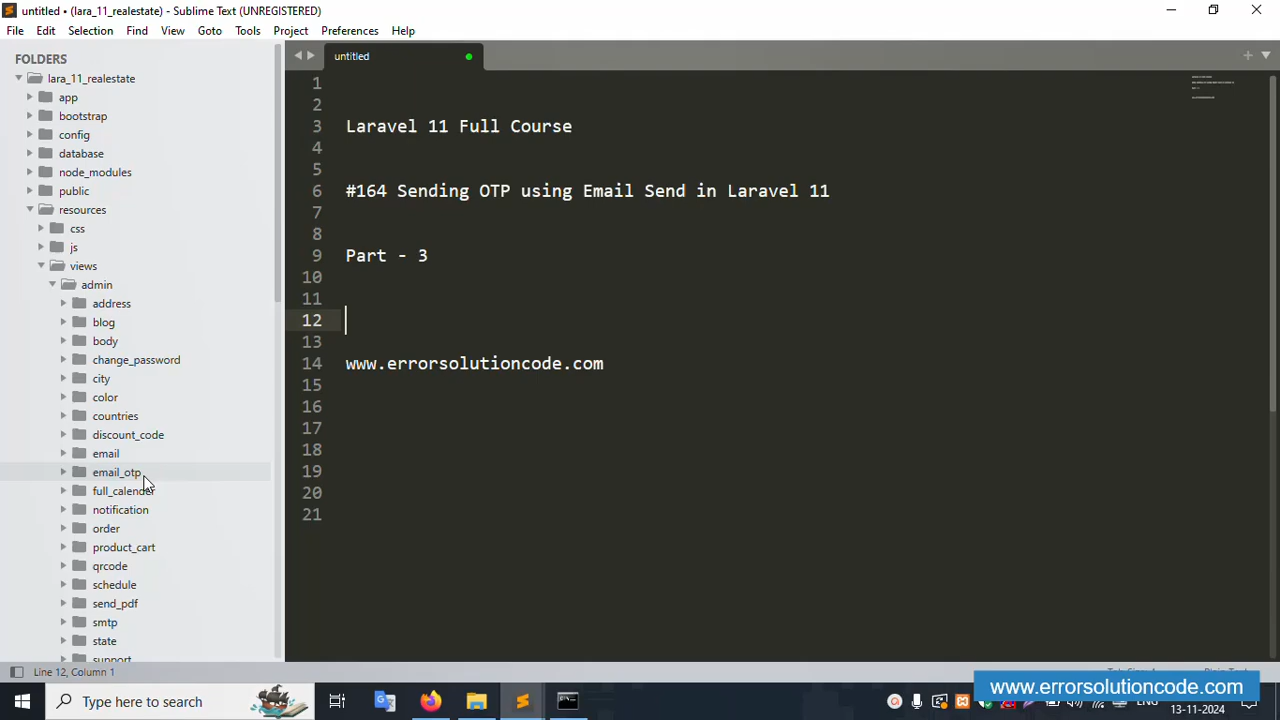 untitled • (lara_11_realestate) - Sublime Text (UNREGISTERED)
File Edit Selection Find View Goto Tools Project Preferences Help
FOLDERS
lara_11_realestate
app
bootstrap
config
database
node_modules
public
resources
css
js
views
admin
address
blog
body
change_password
city
color
countries
discount_code
email
email_otp
full_calender
notification
order
product_cart
qrcode
schedule
send_pdf
smtp
state
support
untitled
1
2
3 Laravel 11 Full Course
4
5
6 #164 Sending OTP using Email Send in Laravel 11
7
8
9 Part - 3
10
11
12
13
14 www.errorsolutioncode.com
15
16
17
18
19
20
21
Line 12, Column 1
Type here to search
www.errorsolutioncode.com
13-11-2024